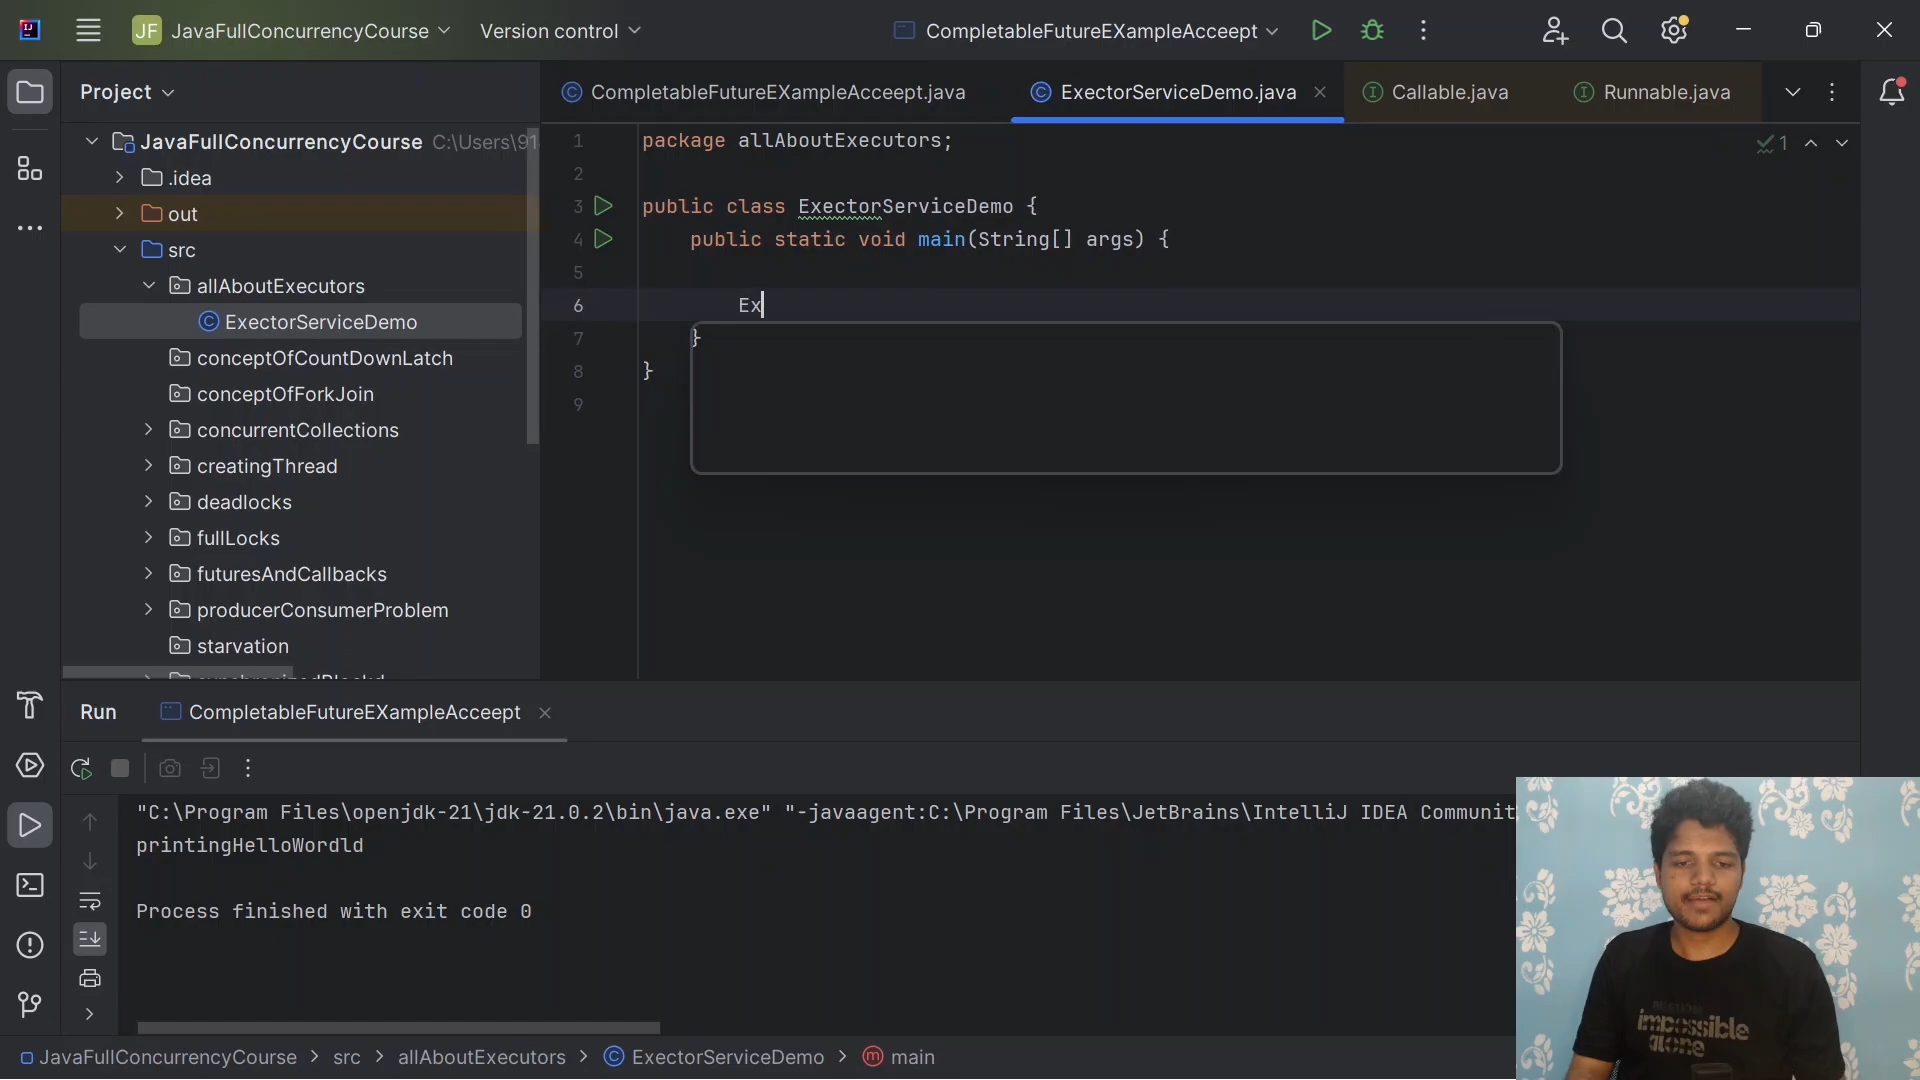 JF JavaFullConcurrencyCourse Version control CompletableFutureEXampleAcceept
Project
CompletableFutureEXampleAcceept.java ExectorServiceDemo.java Callable.java Runnable.java
JavaFullConcurrencyCourse C:\Users\91
.idea
out
src
allAboutExecutors
ExectorServiceDemo
conceptOfCountDownLatch
conceptOfForkJoin
concurrentCollections
creatingThread
deadlocks
fullLocks
futuresAndCallbacks
producerConsumerProblem
starvation
1 package allAboutExecutors;
2
3 public class ExectorServiceDemo {
4 public static void main(String[] args) {
5
6 Ex
7 }
8 }
9
1
Run CompletableFutureEXampleAcceept
"C:\Program Files\openjdk-21\jdk-21.0.2\bin\java.exe" "-javaagent:C:\Program Files\JetBrains\IntelliJ IDEA Communit
printingHelloWordld
Process finished with exit code 0
impossible
alone
JavaFullConcurrencyCourse > src > allAboutExecutors > ExectorServiceDemo > main